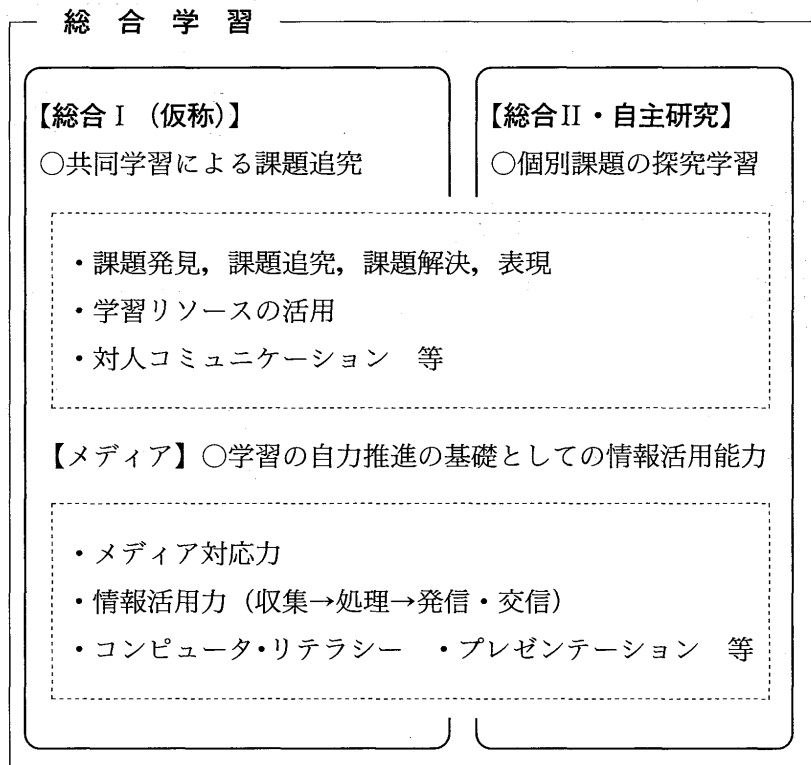 総合学習
【総合Ⅰ（仮称）】
○共同学習による課題追究
【総合Ⅱ・自主研究】
○個別課題の探究学習
・課題発見，課題追究，課題解決，表現
・学習リソースの活用
・対人コミュニケーション　等
【メディア】○学習の自力推進の基礎としての情報活用能力
・メディア対応力
・情報活用力（収集→処理→発信・交信）
・コンピュータ・リテラシー　・プレゼンテーション　等